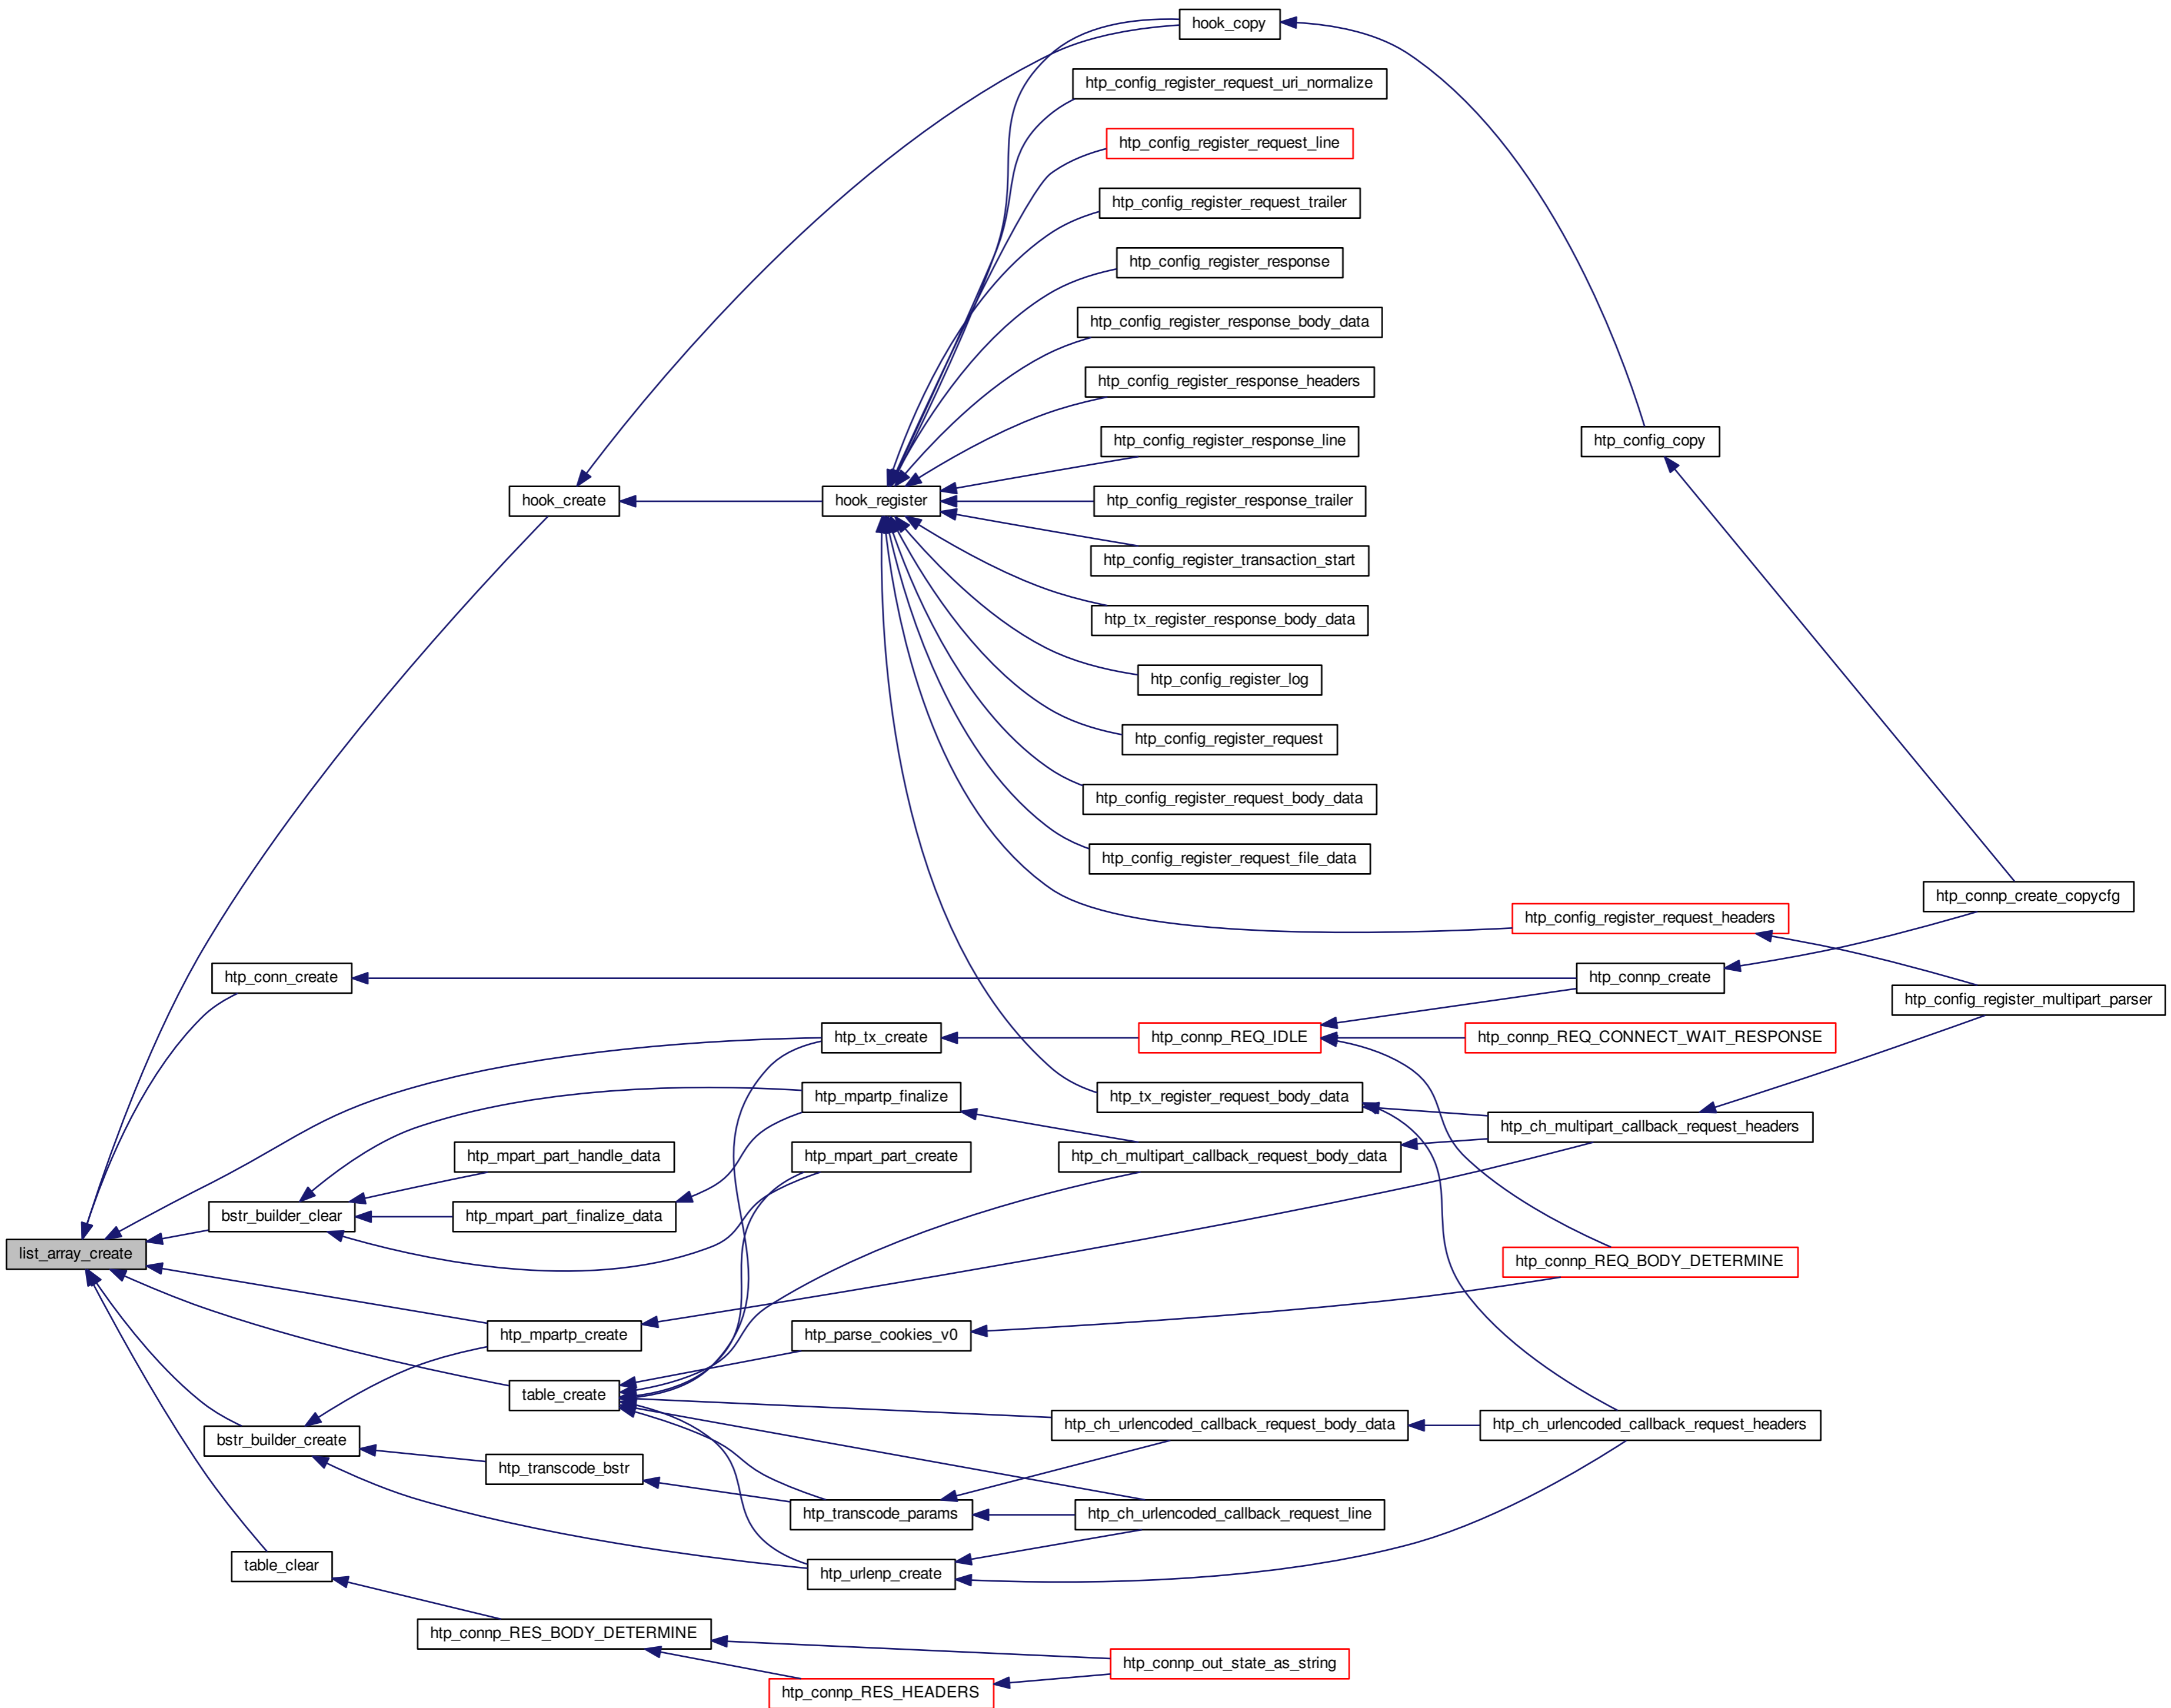 hook_copy
htp_config_register_request_uri_normalize
htp_config_register_request_line
htp_config_register_request_trailer
htp_config_register_response
htp_config_register_response_body_data
htp_config_register_response_headers
htp_config_register_response_line
htp_config_copy
hook_create
hook_register
htp_config_register_response_trailer
htp_config_register_transaction_start
htp_tx_register_response_body_data
htp_config_register_log
htp_config_register_request
htp_config_register_request_body_data
htp_config_register_request_file_data
htp_connp_create_copycfg
htp_config_register_request_headers
htp_conn_create
htp_connp_create
htp_config_register_multipart_parser
htp_tx_create
htp_connp_REQ_IDLE
htp_connp_REQ_CONNECT_WAIT_RESPONSE
htp_mpartp_finalize
htp_tx_register_request_body_data
htp_ch_multipart_callback_request_headers
htp_mpart_part_handle_data
htp_mpart_part_create
htp_ch_multipart_callback_request_body_data
bstr_builder_clear
htp_mpart_part_finalize_data
list_array_create
htp_connp_REQ_BODY_DETERMINE
htp_mpartp_create
htp_parse_cookies_v0
table_create
htp_ch_urlencoded_callback_request_body_data
htp_ch_urlencoded_callback_request_headers
bstr_builder_create
htp_transcode_bstr
htp_transcode_params
htp_ch_urlencoded_callback_request_line
table_clear
htp_urlenp_create
htp_connp_RES_BODY_DETERMINE
htp_connp_out_state_as_string
htp_connp_RES_HEADERS